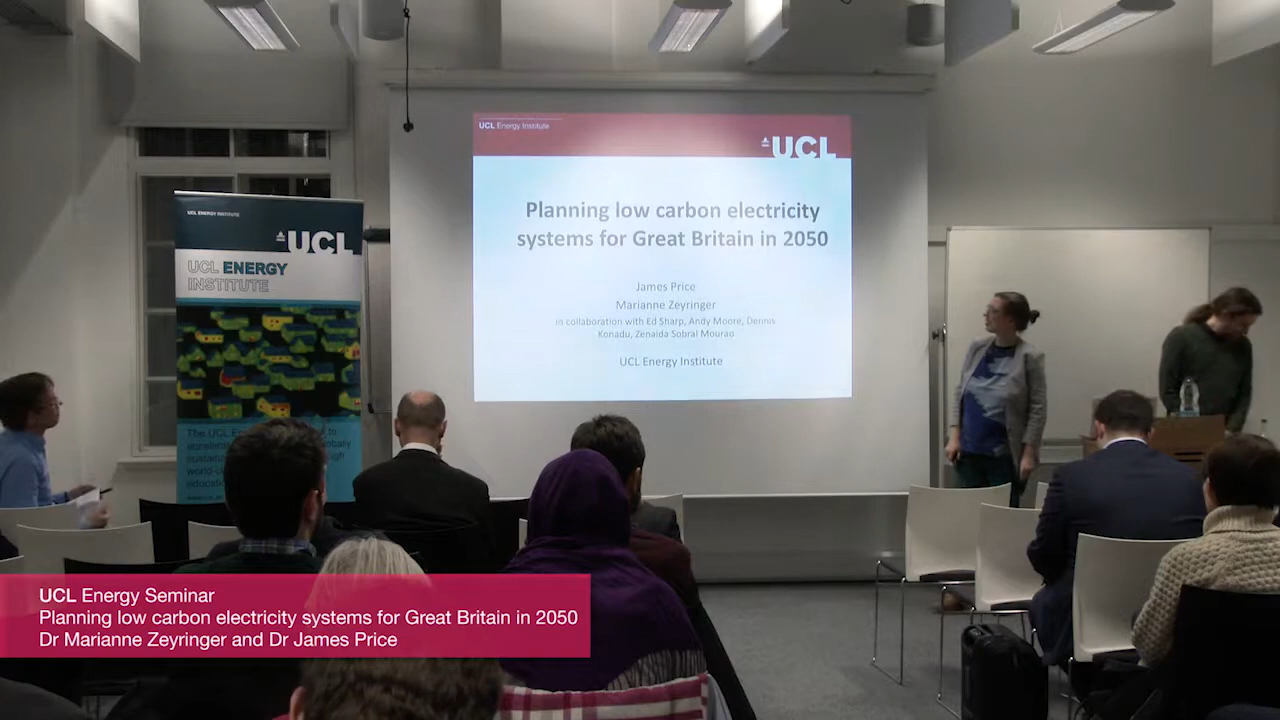 UCL Energy Institute
UCL
Planning low carbon electricity
systems for Great Britain in 2050
James Price
Marianne Zeyringer
in collaboration with Ed Sharp, Andy Moore, Dennis
Konadu, Zenaida Sobral Mourao
UCL Energy Institute
UCL ENERGY INSTITUTE
UCL
UCL ENERGY
INSTITUTE
The UCL
to
UCL Energy Seminar
Planning low carbon electricity systems for Great Britain in 2050
Dr Marianne Zeyringer and Dr James Price